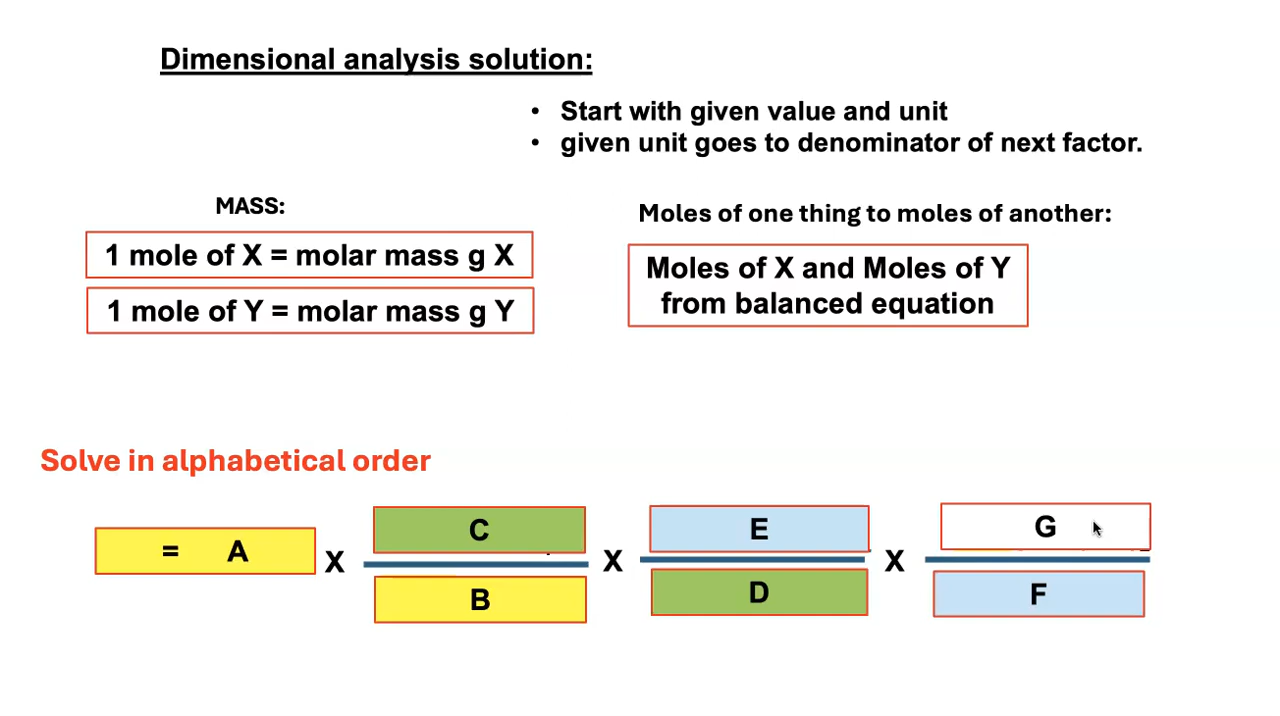 Dimensional analysis solution:
• Start with given value and unit
• given unit goes to denominator of next factor.
MASS:
Moles of one thing to moles of another:
1 mole of X = molar mass g X
1 mole of Y = molar mass g Y
Moles of X and Moles of Y
from balanced equation
Solve in alphabetical order
= A X C X E X G
B D F